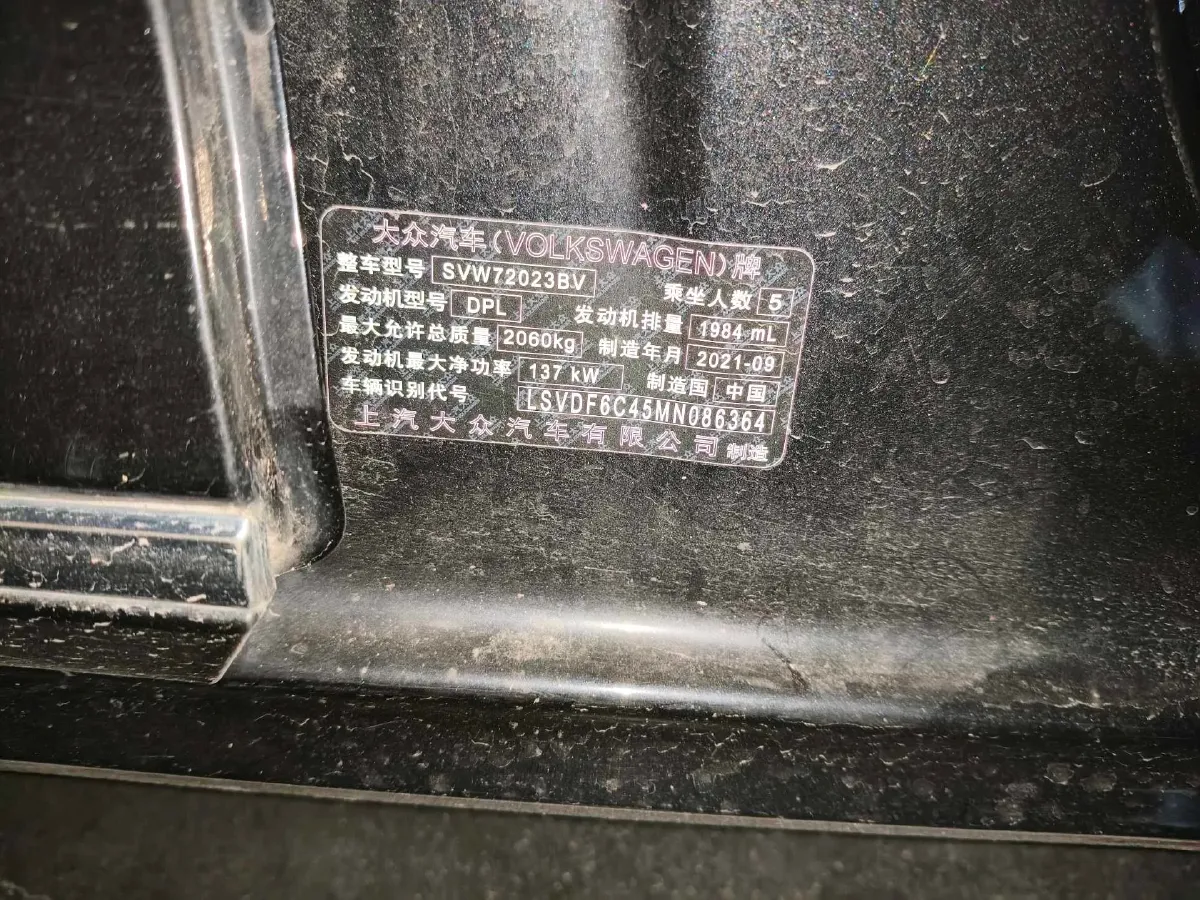 大众汽车(VOLKSWAGEN)牌
整车型号 SVW72023BV 乘坐人数 5
发动机型号 DPL 发动机排量 1984 mL
最大允许总质量 2060kg 制造年月 2021-09
发动机最大净功率 137 kW 制造国 中国
车辆识别代号 LSVDF6C45MN086364
上汽大众汽车有限公司 制造